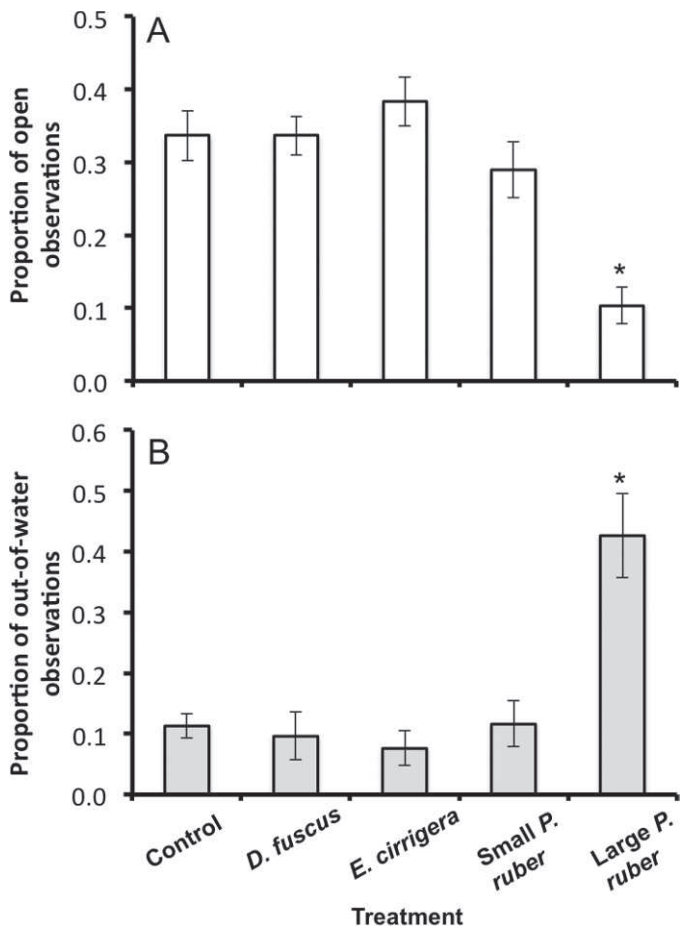 A
Proportion of open
observations
0.5
0.4
0.3
0.2
0.1
0.0
*
B
Proportion of out-of-water
observations
0.6
0.5
0.4
0.3
0.2
0.1
0.0
*
Control
D. fuscus
E. cirrigera
Small P.
ruber
Large P.
ruber
Treatment